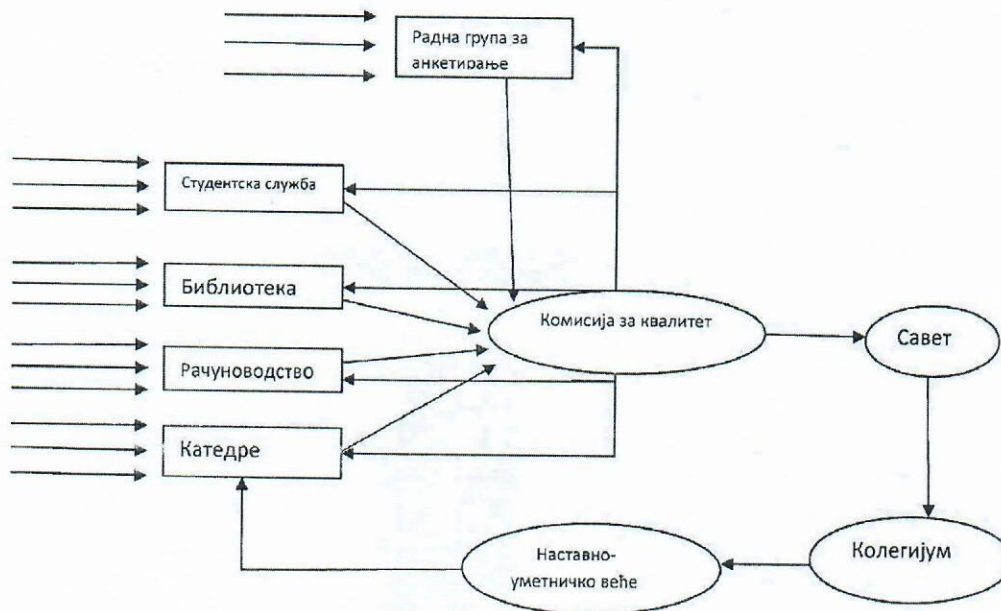 Радна група за
анкетирање
Студентска служба
Библиотека
Комисија за квалитет
Савет
Рачуноводство
Катедре
Наставно-
уметничко веће
Колегијум